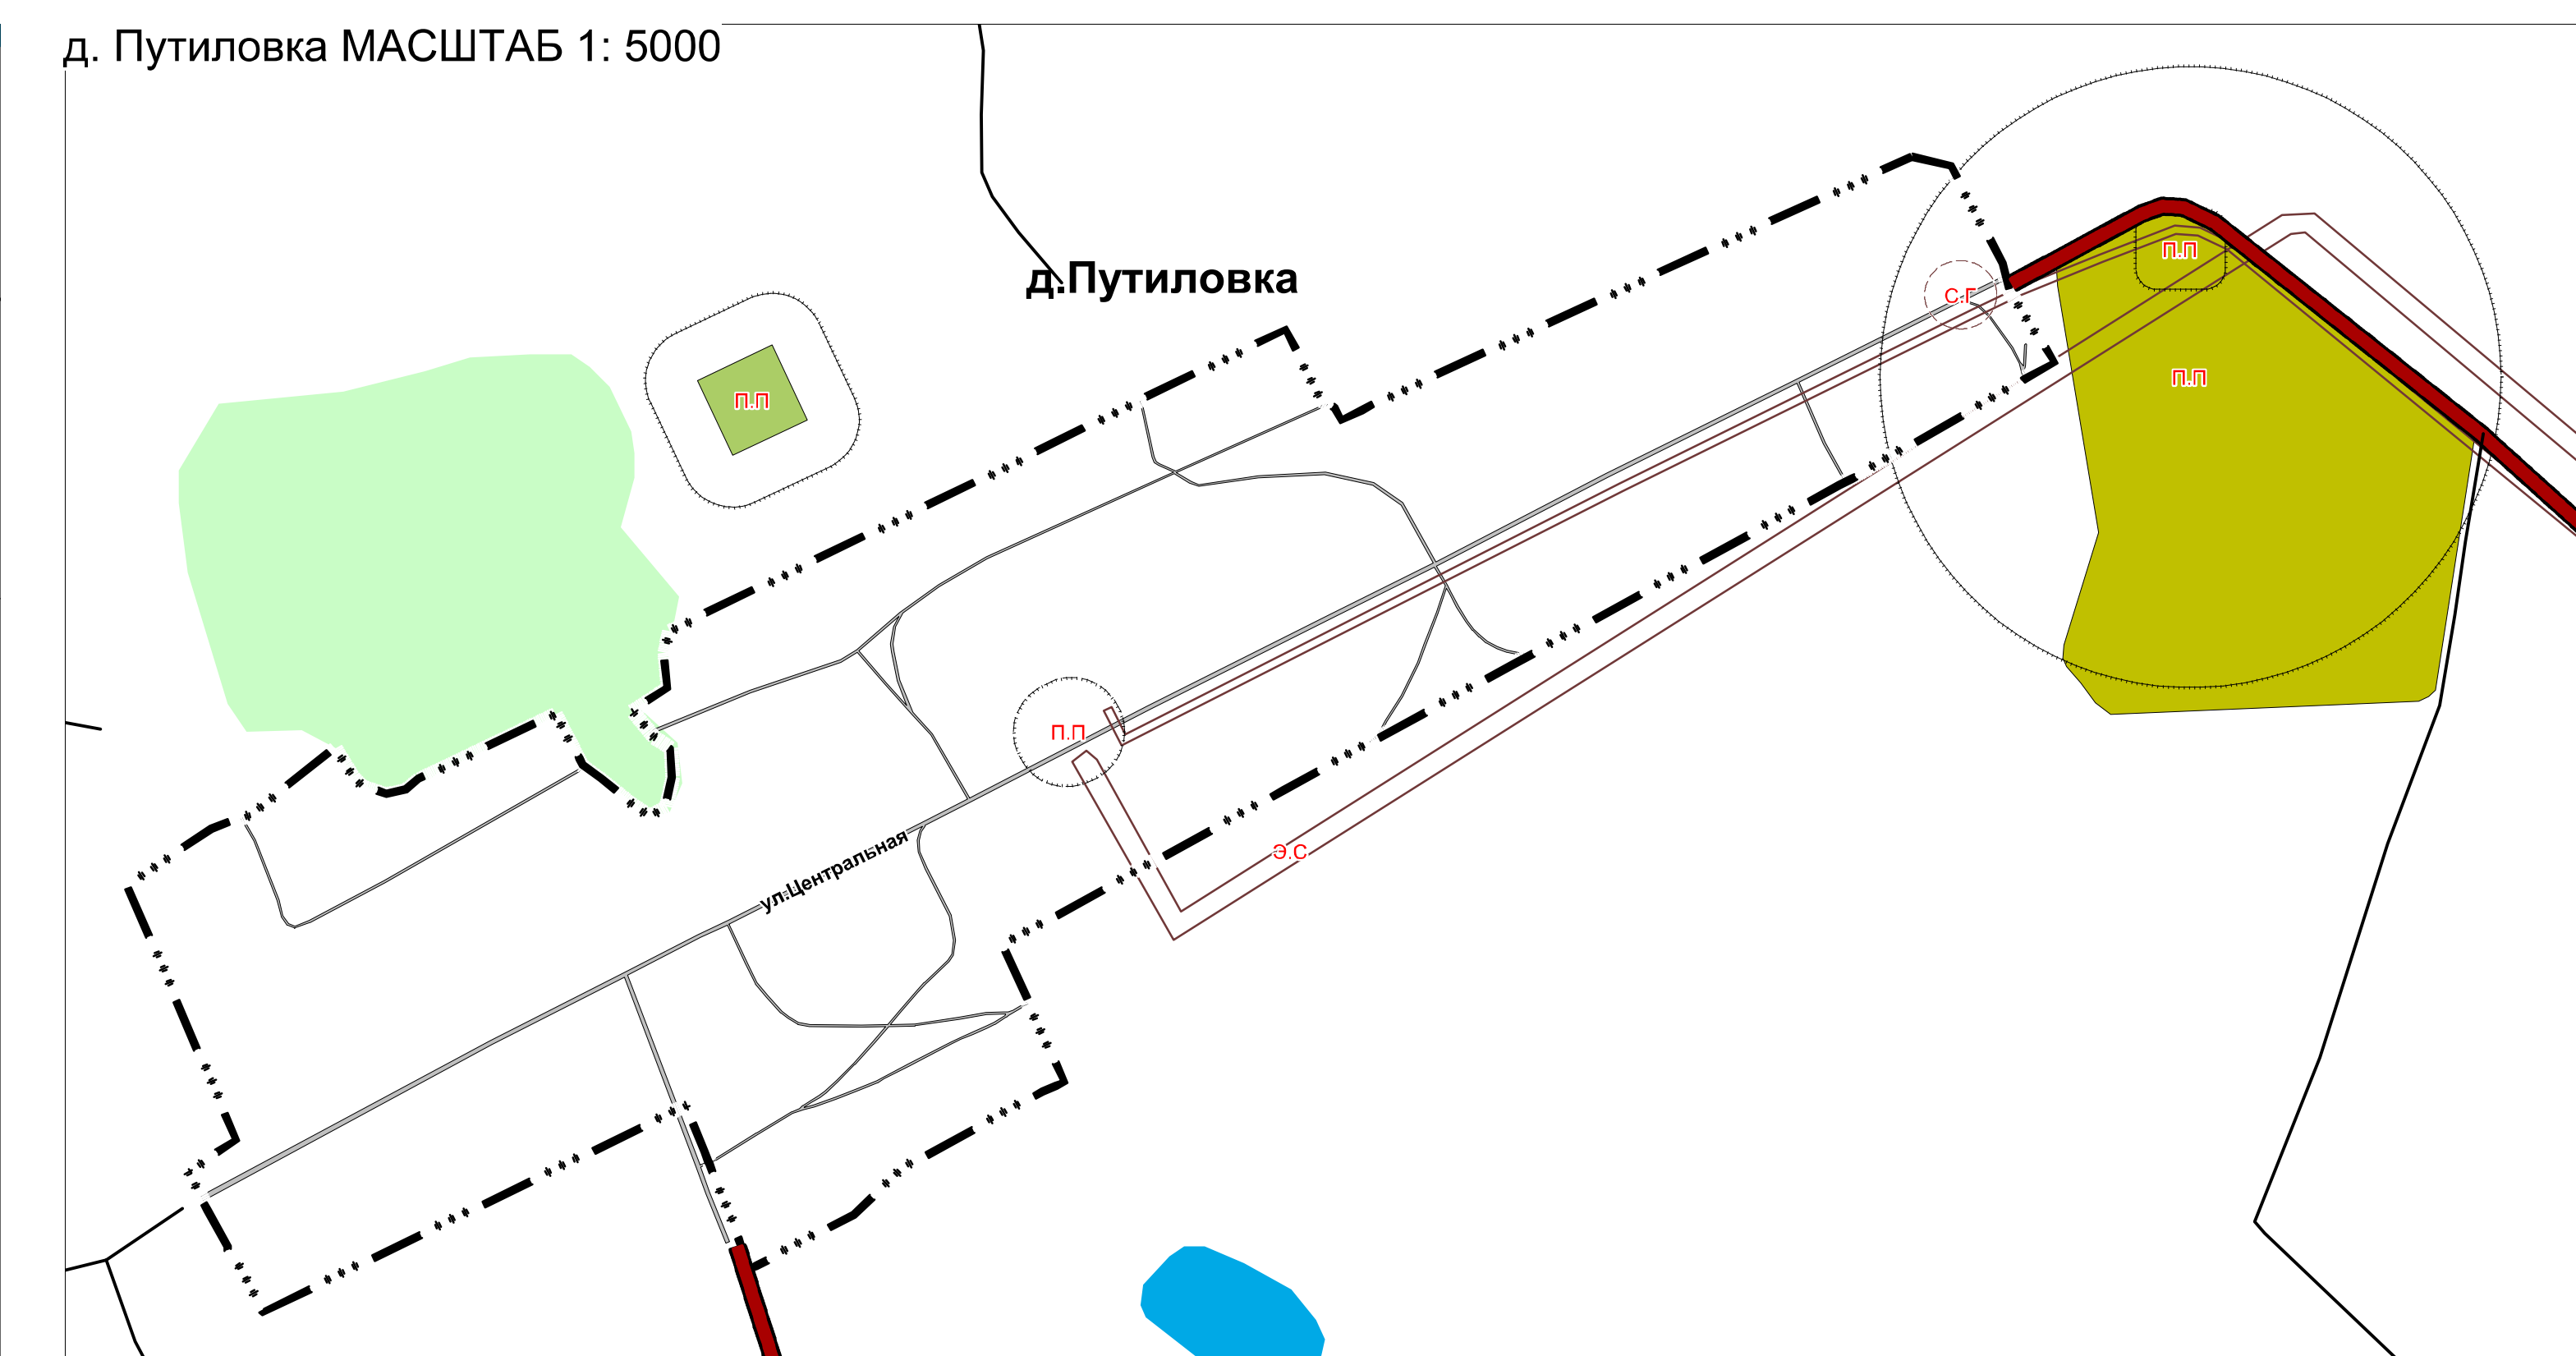 д. Путиловка МАСШТАБ 1: 5000
д.Путиловка
П.П
С.Г
П.П
П.П
П.П
ул.Центральная
Э.С